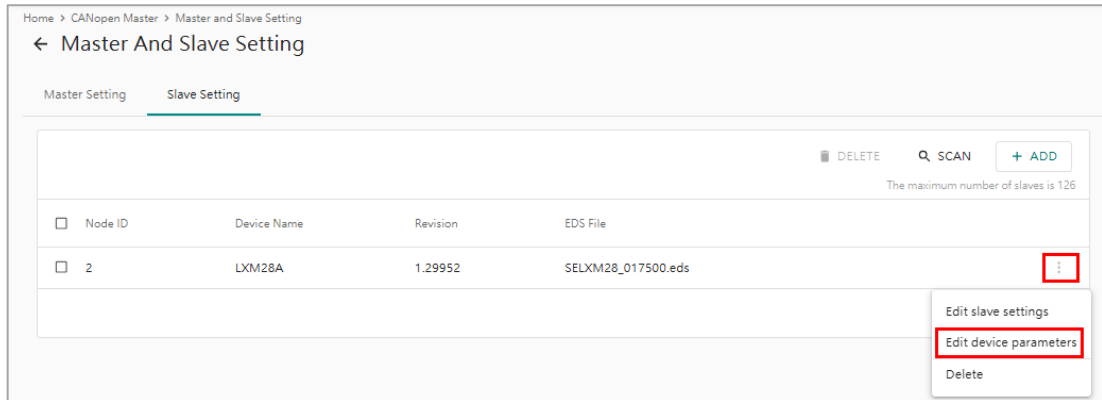 Home > CANopen Master > Master and Slave Setting
← Master And Slave Setting
Master Setting Slave Setting
DELETE SCAN + ADD
The maximum number of slaves is 126
Node ID Device Name Revision EDS File
2 LXM28A 1.29952 SELXM28_017500.eds
Edit slave settings
Edit device parameters
Delete